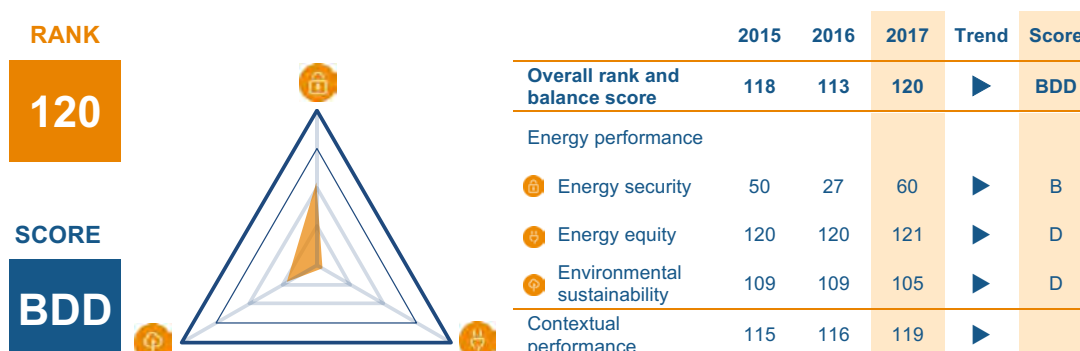 RANK
120
SCORE
BDD
2015 2016 2017 Trend Score
Overall rank and
balance score 118 113 120 BDD
Energy performance
Energy security 50 27 60 B
Energy equity 120 120 121 D
Environmental
sustainability 109 109 105 D
Contextual
performance 115 116 119